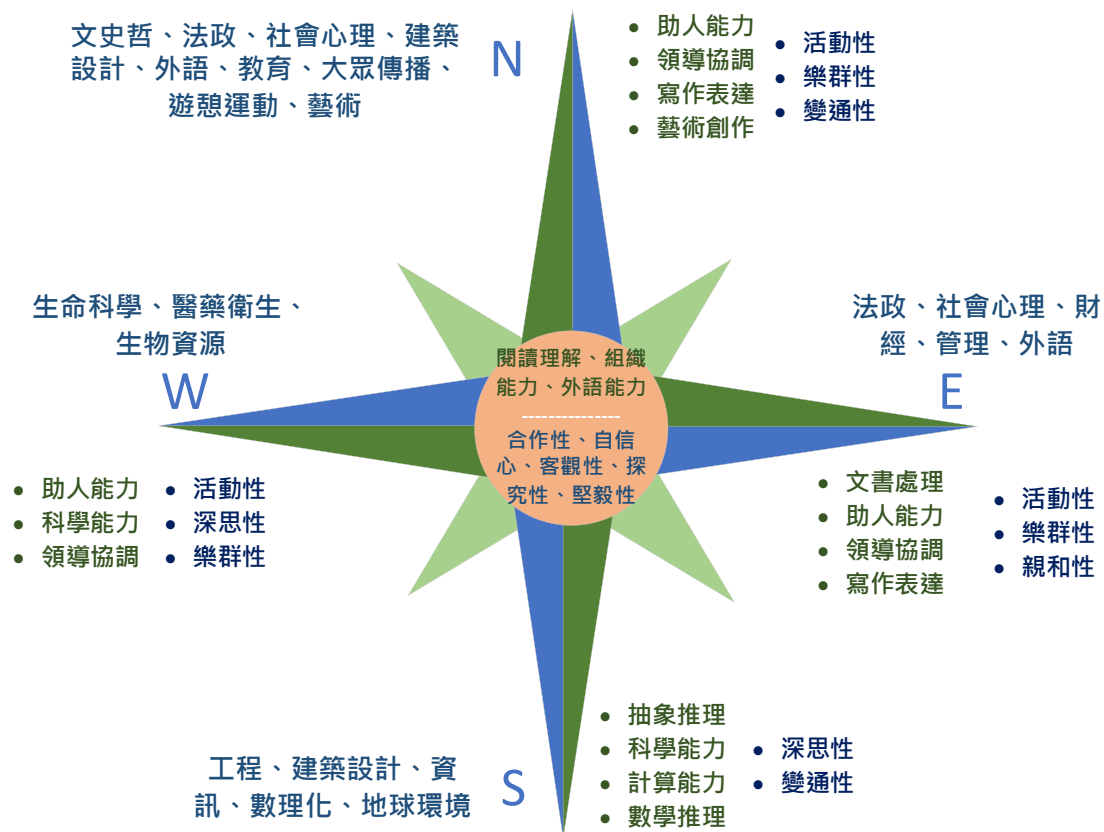 文史哲、法政、社會心理、建築
設計、外語、教育、大眾傳播、
遊憩運動、藝術
N
• 助人能力
• 領導協調
• 寫作表達
• 藝術創作
• 活動性
• 樂群性
• 變通性
生命科學、醫藥衛生、
生物資源
W
• 助人能力
• 科學能力
• 領導協調
• 活動性
• 深思性
• 樂群性
閱讀理解、組織
能力、外語能力
----------------
合作性、自信
心、客觀性、探
究性、堅毅性
法政、社會心理、財
經、管理、外語
E
• 文書處理
• 助人能力
• 領導協調
• 寫作表達
• 活動性
• 樂群性
• 親和性
工程、建築設計、資
訊、數理化、地球環境
S
• 抽象推理
• 科學能力
• 計算能力
• 數學推理
• 深思性
• 變通性